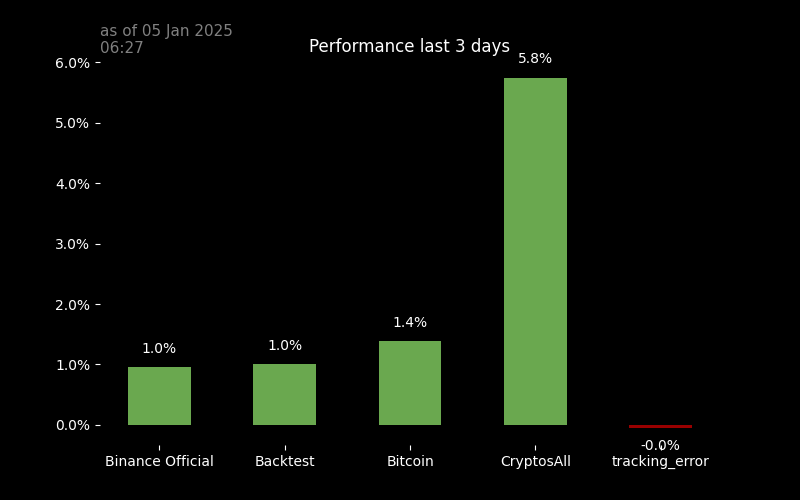 as of 05 Jan 2025
06:27
Performance last 3 days
6.0%
5.0%
4.0%
3.0%
2.0%
1.0%
0.0%
1.0%
1.0%
1.4%
5.8%
-0.0%
Binance Official
Backtest
Bitcoin
CryptosAll
tracking_error